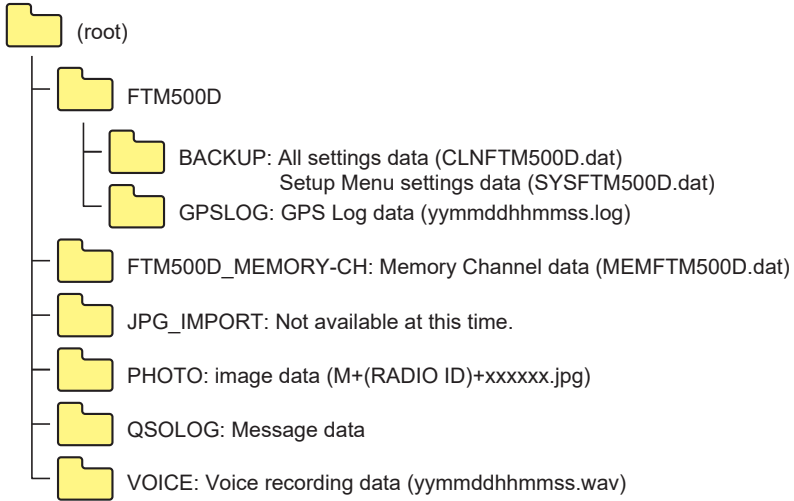 (root)
FTM500D
BACKUP: All settings data (CLNFTM500D.dat)
Setup Menu settings data (SYSFTM500D.dat)
GPSLOG: GPS Log data (yymmddhhmmss.log)
FTM500D_MEMORY-CH: Memory Channel data (MEMFTM500D.dat)
JPG_IMPORT: Not available at this time.
PHOTO: image data (M+(RADIO ID)+xxxxxx.jpg)
QSOLOG: Message data
VOICE: Voice recording data (yymmddhhmmss.wav)